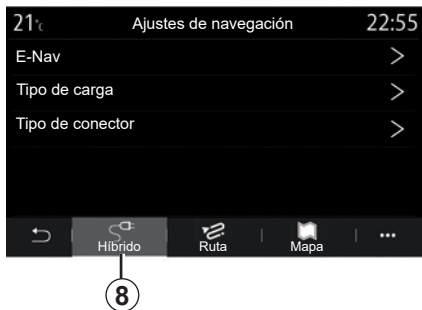 21°c Ajustes de navegación 22:55
E-Nav
Tipo de carga
Tipo de conector
Híbrido Ruta Mapa ...
8